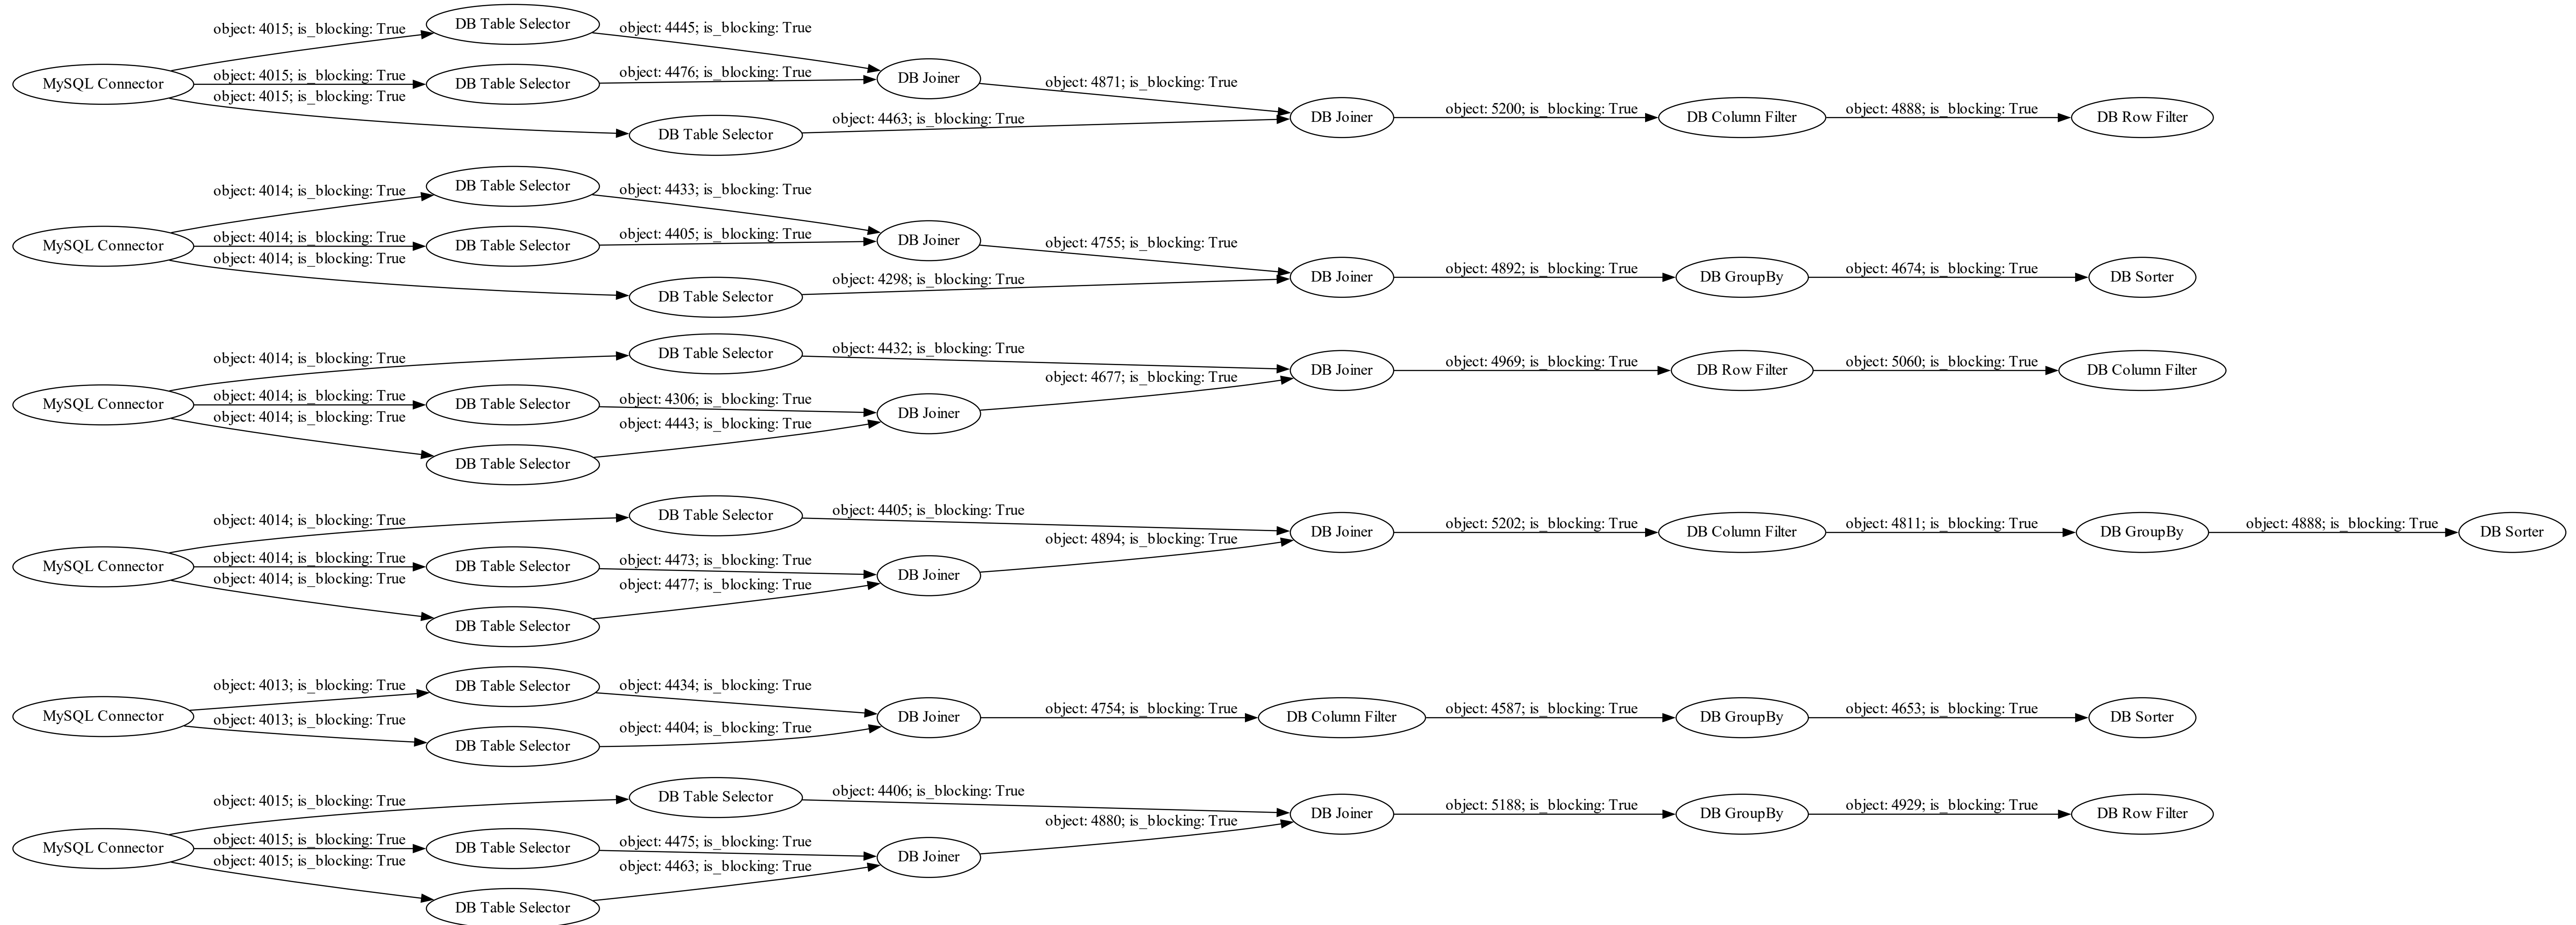 object: 4015; is_blocking: True
DB Table Selector
object: 4445; is_blocking: True
MySQL Connector
object: 4015; is_blocking: True
DB Table Selector
object: 4476; is_blocking: True
DB Joiner
object: 4871; is_blocking: True
object: 4015; is_blocking: True
DB Table Selector
object: 4463; is_blocking: True
DB Joiner
object: 5200; is_blocking: True
DB Column Filter
object: 4888; is_blocking: True
DB Row Filter
object: 4014; is_blocking: True
DB Table Selector
object: 4433; is_blocking: True
MySQL Connector
object: 4014; is_blocking: True
DB Table Selector
object: 4405; is_blocking: True
DB Joiner
object: 4755; is_blocking: True
object: 4014; is_blocking: True
DB Table Selector
object: 4298; is_blocking: True
DB Joiner
object: 4892; is_blocking: True
DB GroupBy
object: 4674; is_blocking: True
DB Sorter
object: 4014; is_blocking: True
DB Table Selector
object: 4432; is_blocking: True
DB Joiner
object: 4969; is_blocking: True
DB Row Filter
object: 5060; is_blocking: True
DB Column Filter
MySQL Connector
object: 4014; is_blocking: True
DB Table Selector
object: 4306; is_blocking: True
DB Joiner
object: 4677; is_blocking: True
object: 4014; is_blocking: True
DB Table Selector
object: 4443; is_blocking: True
object: 4014; is_blocking: True
DB Table Selector
object: 4405; is_blocking: True
DB Joiner
object: 5202; is_blocking: True
DB Column Filter
object: 4811; is_blocking: True
DB GroupBy
object: 4888; is_blocking: True
DB Sorter
MySQL Connector
object: 4014; is_blocking: True
DB Table Selector
object: 4473; is_blocking: True
DB Joiner
object: 4894; is_blocking: True
object: 4014; is_blocking: True
DB Table Selector
object: 4477; is_blocking: True
MySQL Connector
object: 4013; is_blocking: True
DB Table Selector
object: 4434; is_blocking: True
object: 4013; is_blocking: True
DB Table Selector
object: 4404; is_blocking: True
DB Joiner
object: 4754; is_blocking: True
DB Column Filter
object: 4587; is_blocking: True
DB GroupBy
object: 4653; is_blocking: True
DB Sorter
object: 4015; is_blocking: True
DB Table Selector
object: 4406; is_blocking: True
DB Joiner
object: 5188; is_blocking: True
DB GroupBy
object: 4929; is_blocking: True
DB Row Filter
MySQL Connector
object: 4015; is_blocking: True
DB Table Selector
object: 4475; is_blocking: True
DB Joiner
object: 4880; is_blocking: True
object: 4015; is_blocking: True
DB Table Selector
object: 4463; is_blocking: True